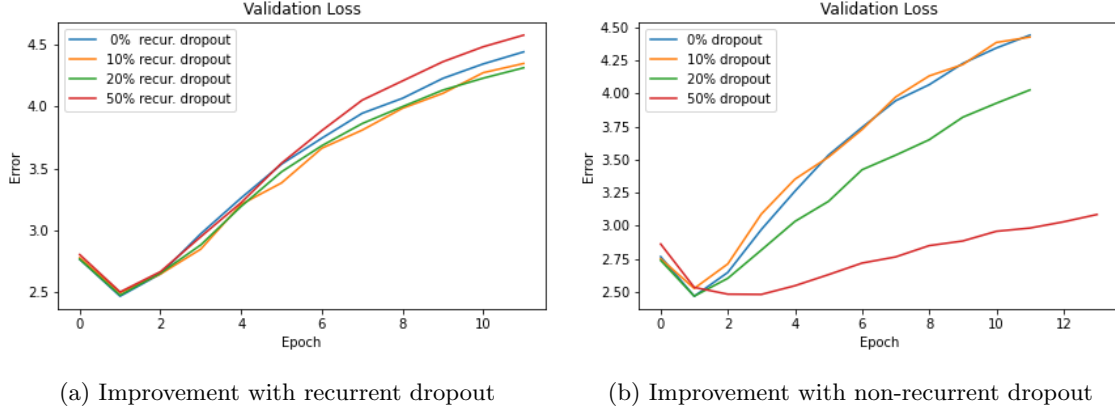 Validation Loss
4.5
4.0
3.5
3.0
2.5
Error
0% recur. dropout
10% recur. dropout
20% recur. dropout
50% recur. dropout
0 2 4 6 8 10
Epoch
(a) Improvement with recurrent dropout
Validation Loss
4.50
4.25
4.00
3.75
3.50
3.25
3.00
2.75
2.50
Error
0% dropout
10% dropout
20% dropout
50% dropout
0 2 4 6 8 10 12
Epoch
(b) Improvement with non-recurrent dropout